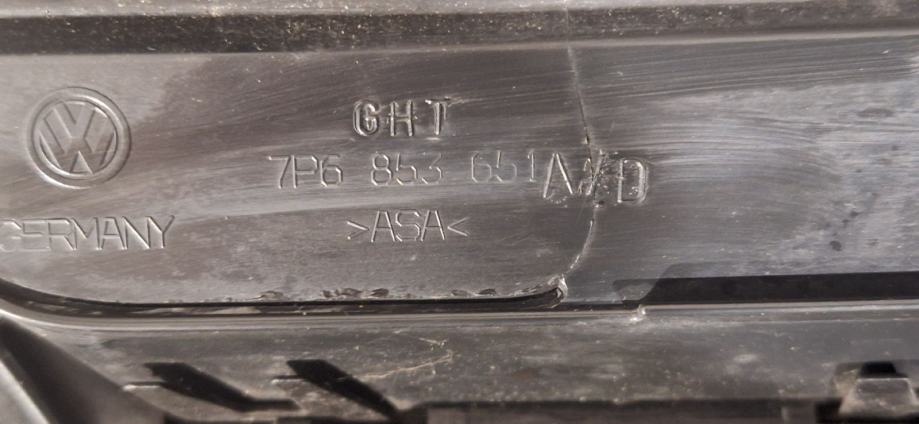 GHT
7P6 853 651 A/D
GERMANY >ASA<